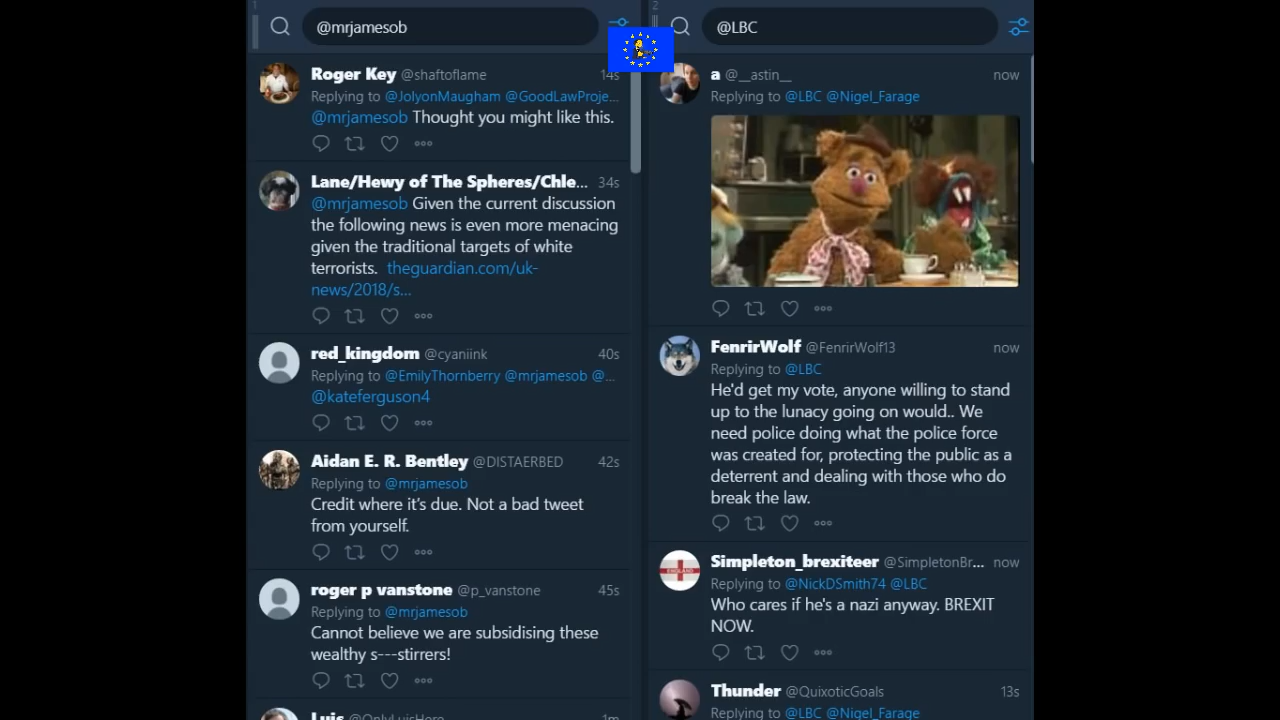 1
@mrjamesob
Roger Key @shaftoflame 14s
Replying to @JolyonMaugham @GoodLawProje...
@mrjamesob Thought you might like this.
Lane/Hewy of The Spheres/Chle... 34s
@mrjamesob Given the current discussion
the following news is even more menacing
given the traditional targets of white
terrorists. theguardian.com/uk-
news/2018/s...
red_kingdom @cyaniink 40s
Replying to @EmilyThornberry @mrjamesob @...
@kateferguson4
Aidan E. R. Bentley @DISTAERBED 42s
Replying to @mrjamesob
Credit where it's due. Not a bad tweet
from yourself.
roger p vanstone @p_vanstone 45s
Replying to @mrjamesob
Cannot believe we are subsidising these
wealthy s---stirrers!
Luis @OnlyLuisHere 1m
2
@LBC
a @__astin__ now
Replying to @LBC @Nigel_Farage
FenrirWolf @FenrirWolf13 now
Replying to @LBC
He'd get my vote, anyone willing to stand
up to the lunacy going on would.. We
need police doing what the police force
was created for, protecting the public as a
deterrent and dealing with those who do
break the law.
ENGLAND
Simpleton_brexiteer @SimpletonBr... now
Replying to @NickDSmith74 @LBC
Who cares if he's a nazi anyway. BREXIT
NOW.
Thunder @QuixoticGoals 13s
Replying to @LBC @Nigel_Farage